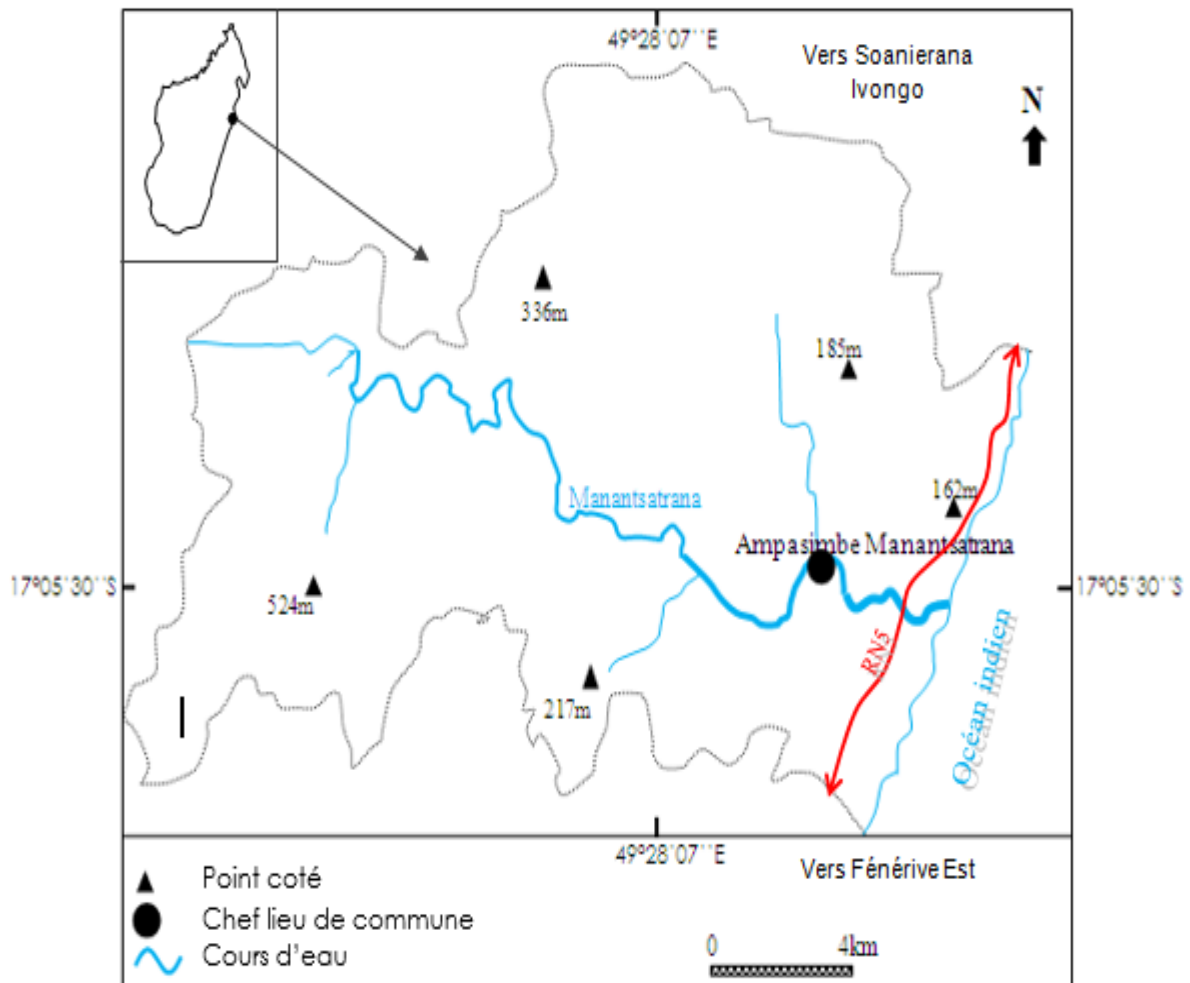 49°28'07''E
Vers Soanierana
Ivongo
N
336m
185m
162m
Manantsatrana
Ampasimbe Manantsatrana
17°05'30''S
17°05'30''S
524m
217m
RN5
Océan indien
49°28'07''E
Vers Fénérive Est
Point coté
Chef lieu de commune
Cours d'eau
0 4km